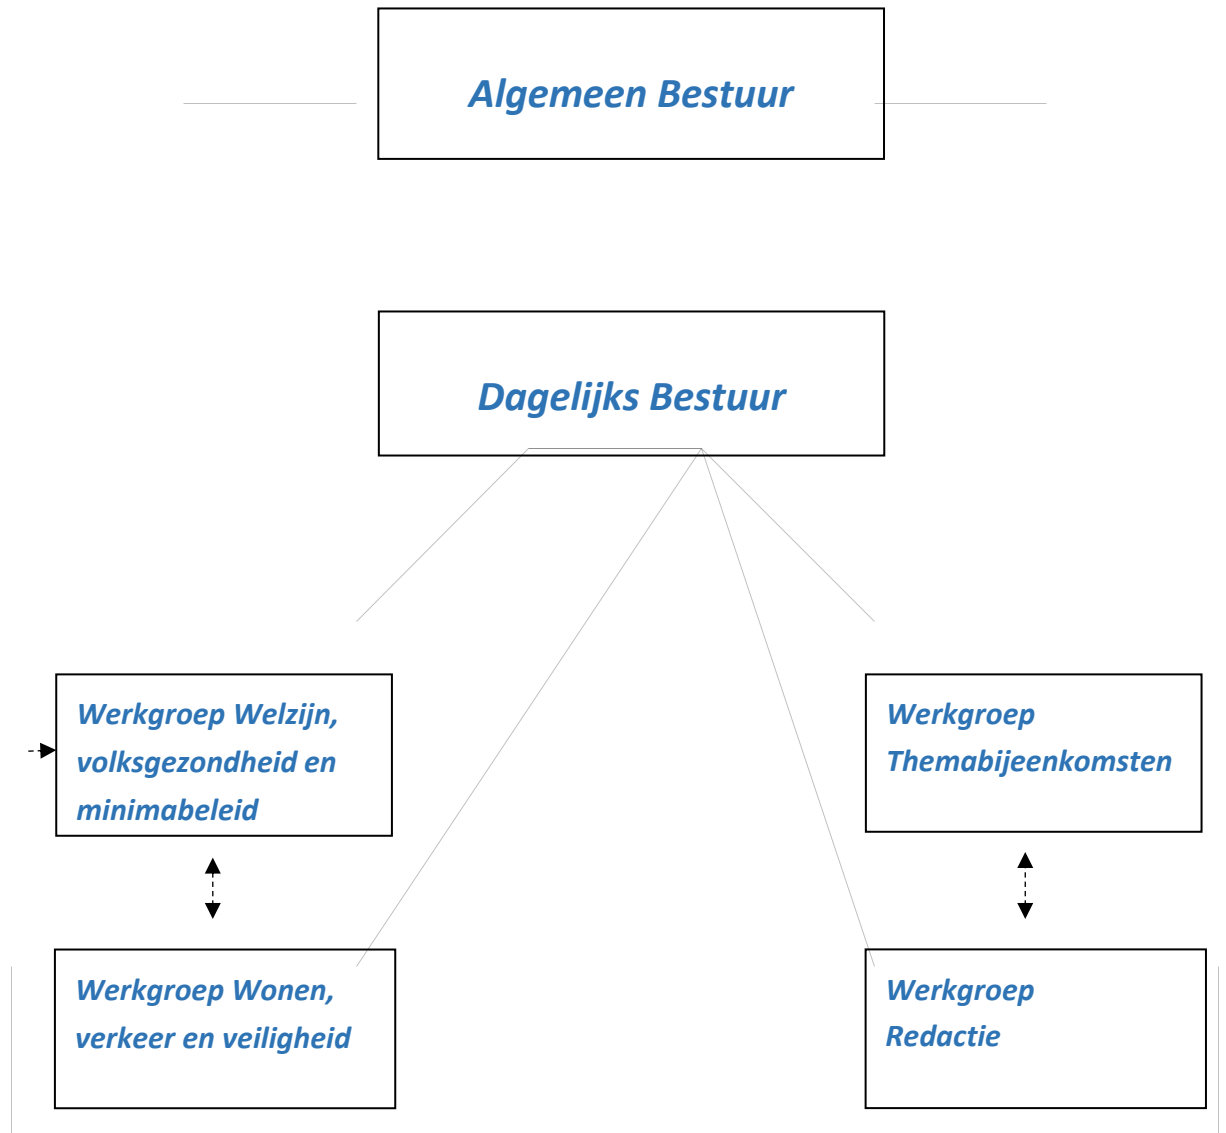 Algemeen Bestuur
Dagelijks Bestuur
Werkgroep Welzijn,
volksgezondheid en
minimabeleid
Werkgroep
Themabijeenkomsten
Werkgroep Wonen,
verkeer en veiligheid
Werkgroep
Redactie